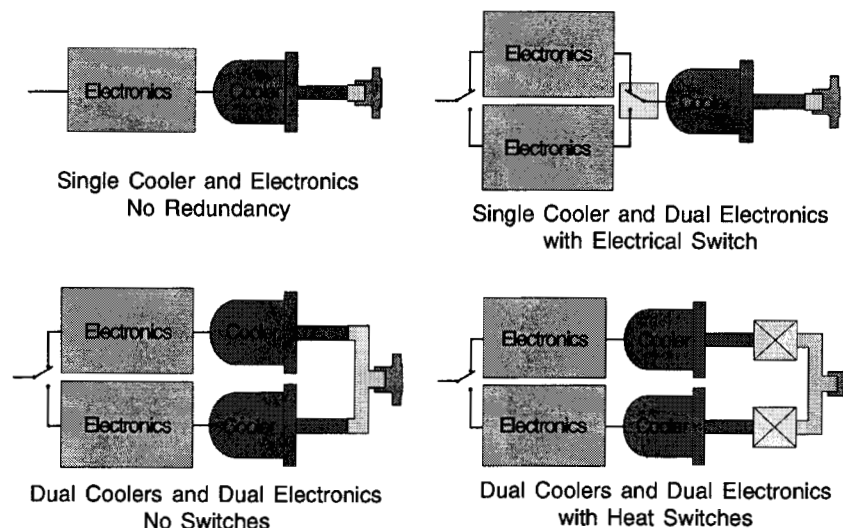 Electronics
Cooler
Single Cooler and Electronics
No Redundancy
Electronics
Electronics
Cooler
Single Cooler and Dual Electronics
with Electrical Switch
Electronics
Cooler
Electronics
Cooler
Dual Coolers and Dual Electronics
No Switches
Electronics
Cooler
Electronics
Cooler
Dual Coolers and Dual Electronics
with Heat Switches